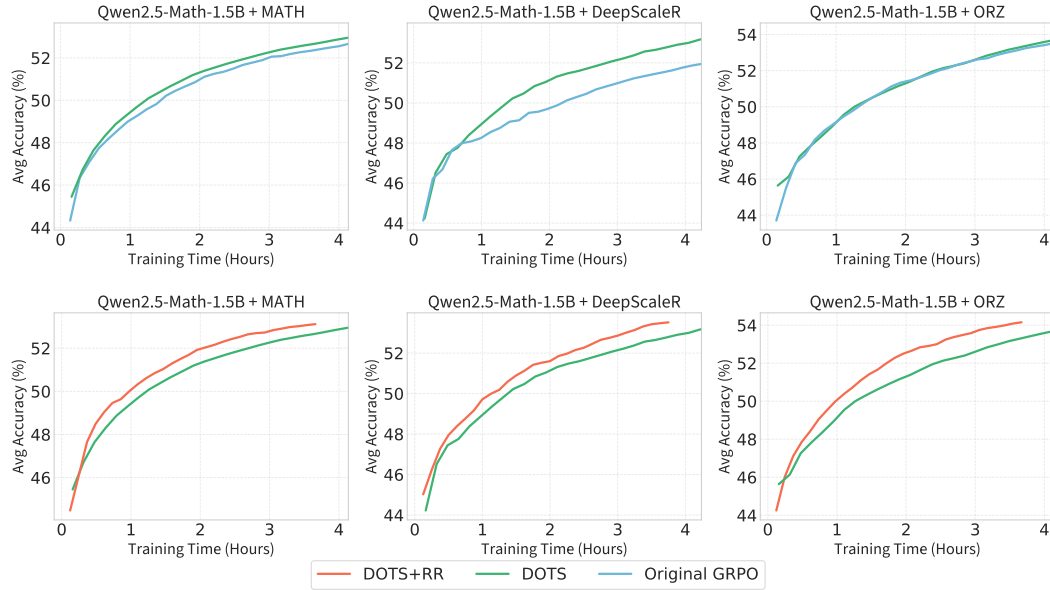 Qwen2.5-Math-1.5B + MATH
Avg Accuracy (%)
52
50
48
46
44
0 1 2 3 4
Training Time (Hours)
Qwen2.5-Math-1.5B + DeepScaleR
Avg Accuracy (%)
52
50
48
46
44
0 1 2 3 4
Training Time (Hours)
Qwen2.5-Math-1.5B + ORZ
Avg Accuracy (%)
54
52
50
48
46
44
0 1 2 3 4
Training Time (Hours)
Qwen2.5-Math-1.5B + MATH
Avg Accuracy (%)
52
50
48
46
0 1 2 3 4
Training Time (Hours)
Qwen2.5-Math-1.5B + DeepScaleR
Avg Accuracy (%)
52
50
48
46
44
0 1 2 3 4
Training Time (Hours)
Qwen2.5-Math-1.5B + ORZ
Avg Accuracy (%)
54
52
50
48
46
44
0 1 2 3 4
Training Time (Hours)
DOTS+RR DOTS Original GRPO